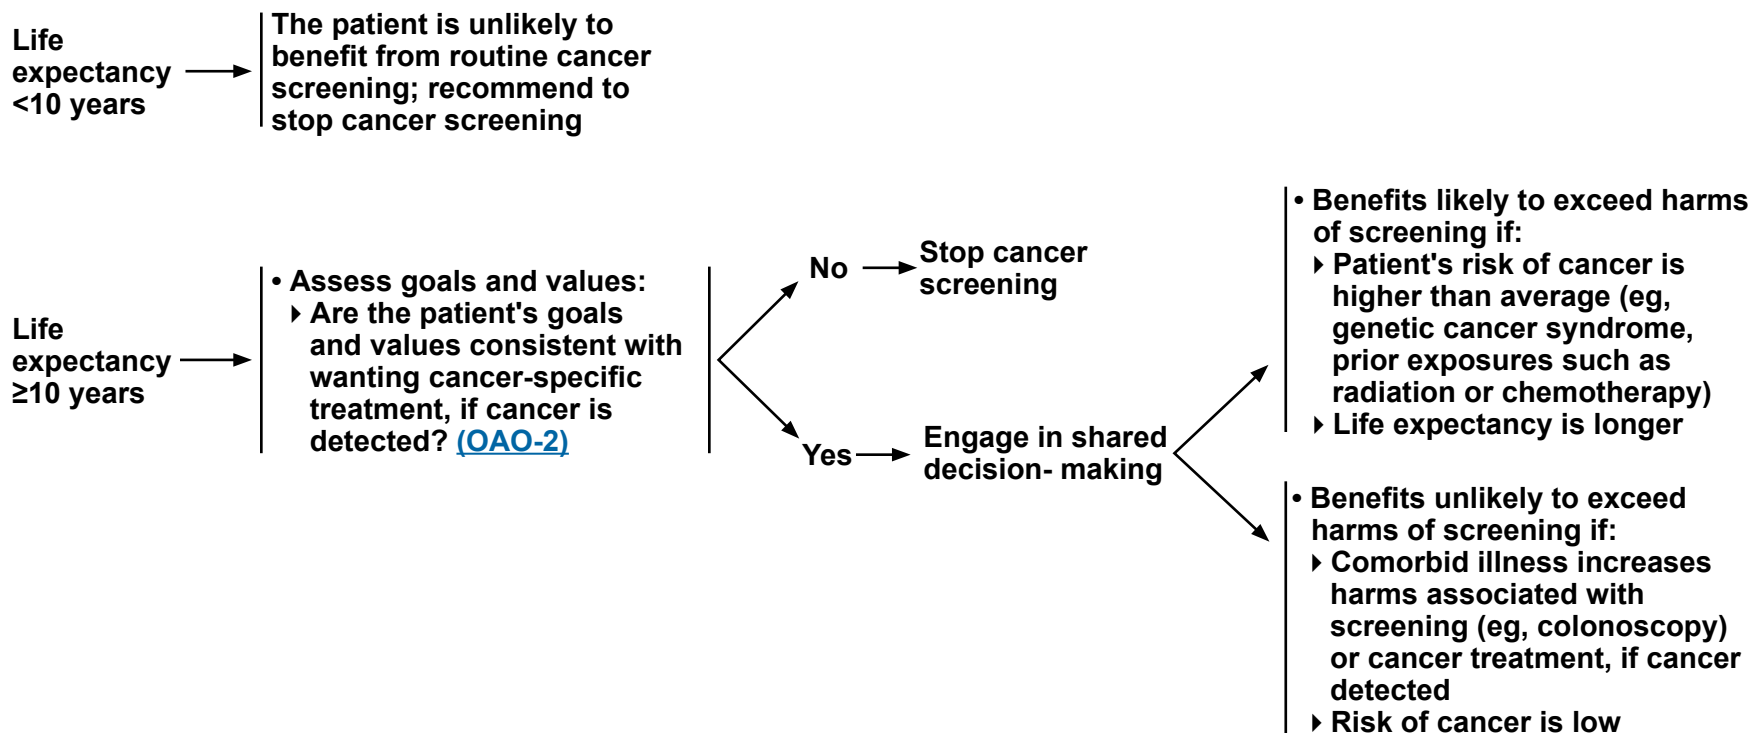 Life
expectancy
<10 years
The patient is unlikely to
benefit from routine cancer
screening; recommend to
stop cancer screening
Life
expectancy
≥10 years
• Assess goals and values:
▸ Are the patient's goals
and values consistent with
wanting cancer-specific
treatment, if cancer is
detected? (OAO-2)
No
Stop cancer
screening
Yes
Engage in shared
decision- making
• Benefits likely to exceed harms
of screening if:
▸ Patient's risk of cancer is
higher than average (eg,
genetic cancer syndrome,
prior exposures such as
radiation or chemotherapy)
▸ Life expectancy is longer
• Benefits unlikely to exceed
harms of screening if:
▸ Comorbid illness increases
harms associated with
screening (eg, colonoscopy)
or cancer treatment, if cancer
detected
▸ Risk of cancer is low